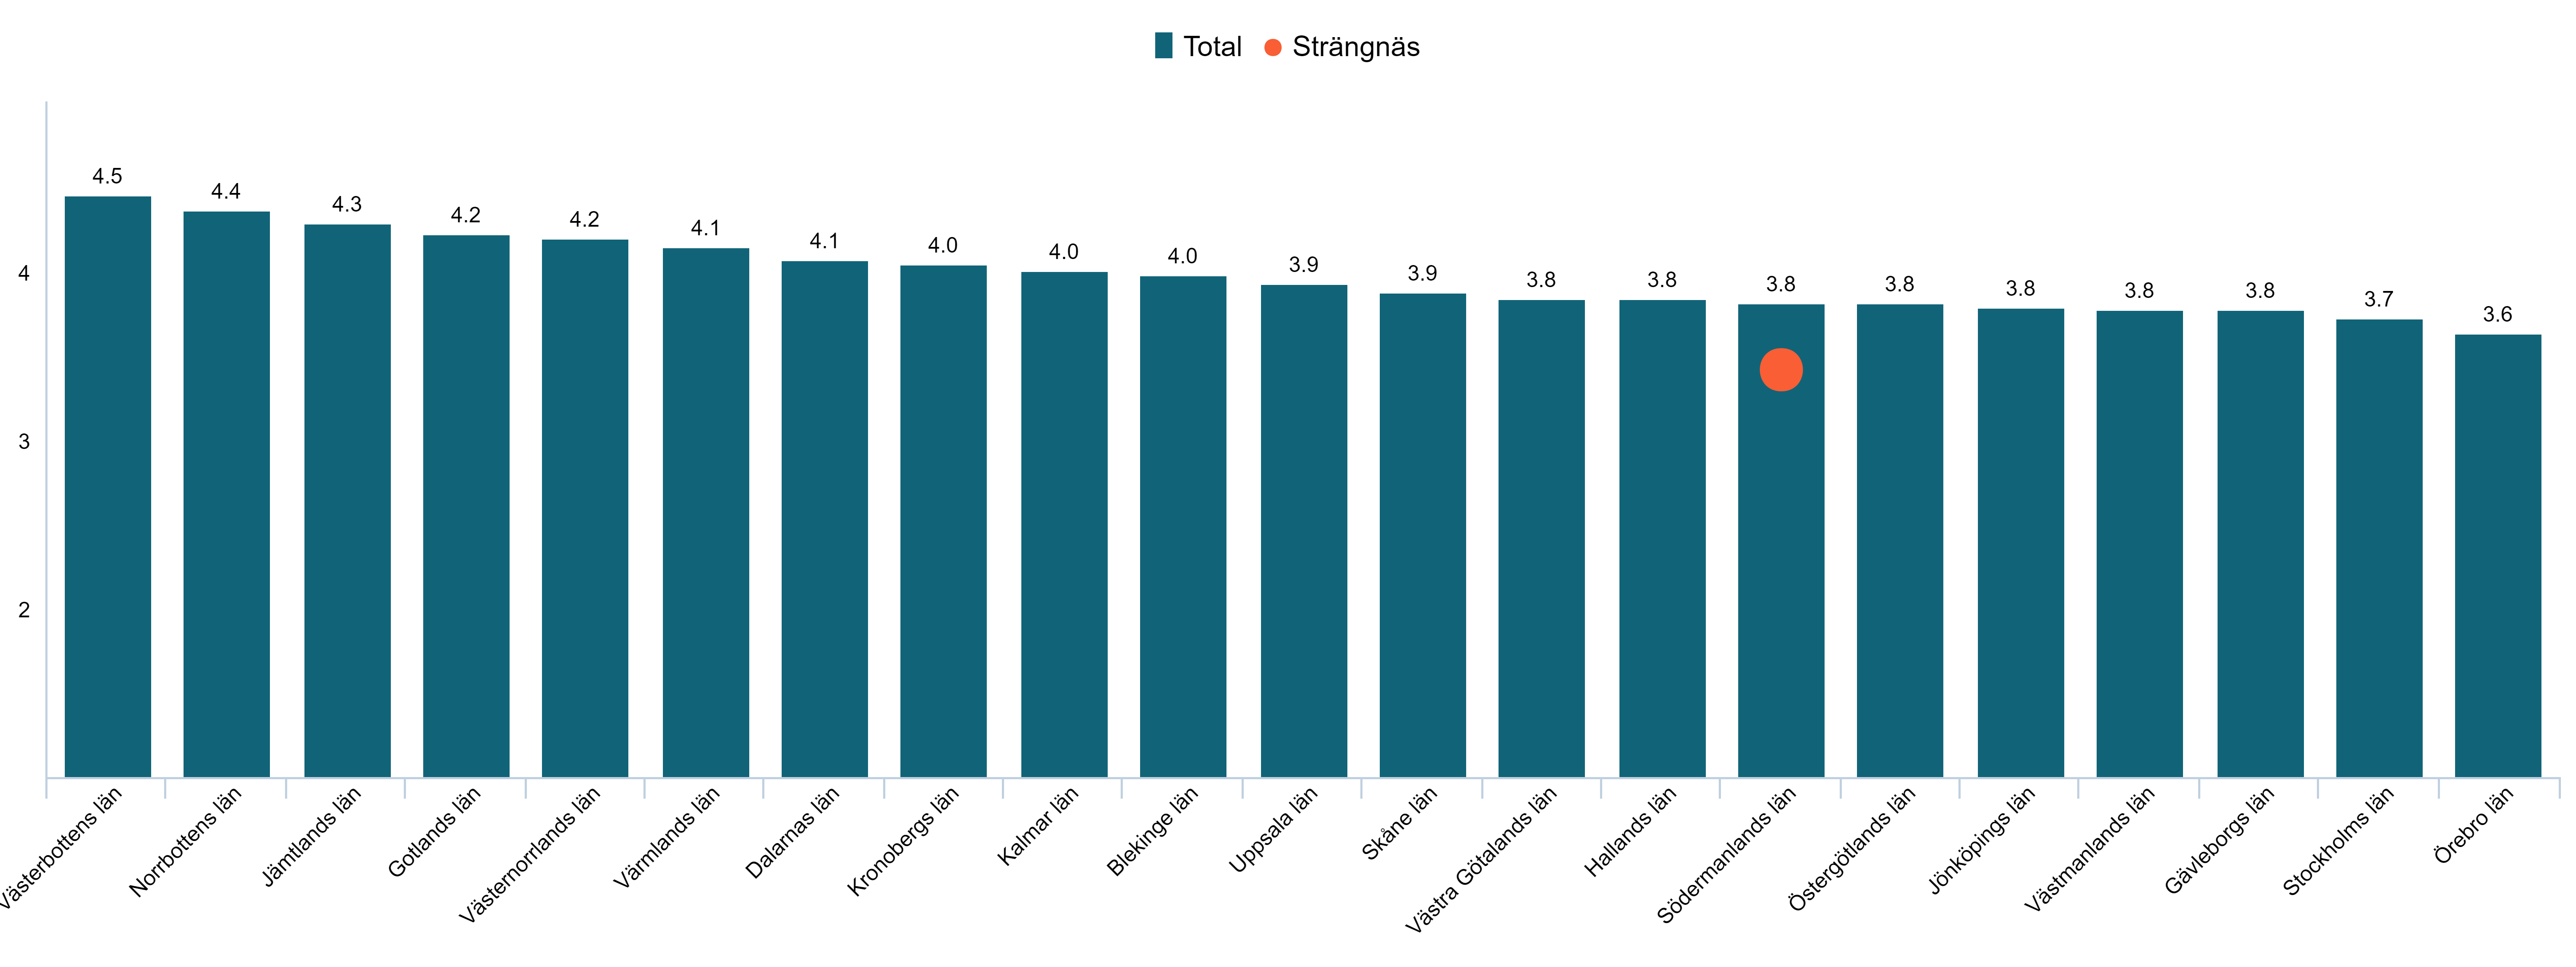 Total Strängnäs
4.5 4.4 4.3 4.2 4.2 4.1 4.1 4.0 4.0 4.0 3.9 3.9 3.8 3.8 3.8 3.8 3.8 3.8 3.8 3.7 3.6
4
3
2
Västerbottens län
Norrbottens län
Jämtlands län
Gotlands län
Västernorrlands län
Värmlands län
Dalarnas län
Kronobergs län
Kalmar län
Blekinge län
Uppsala län
Skåne län
Västra Götalands län
Hallands län
Södermanlands län
Östergötlands län
Jönköpings län
Västmanlands län
Gävleborgs län
Stockholms län
Örebro län